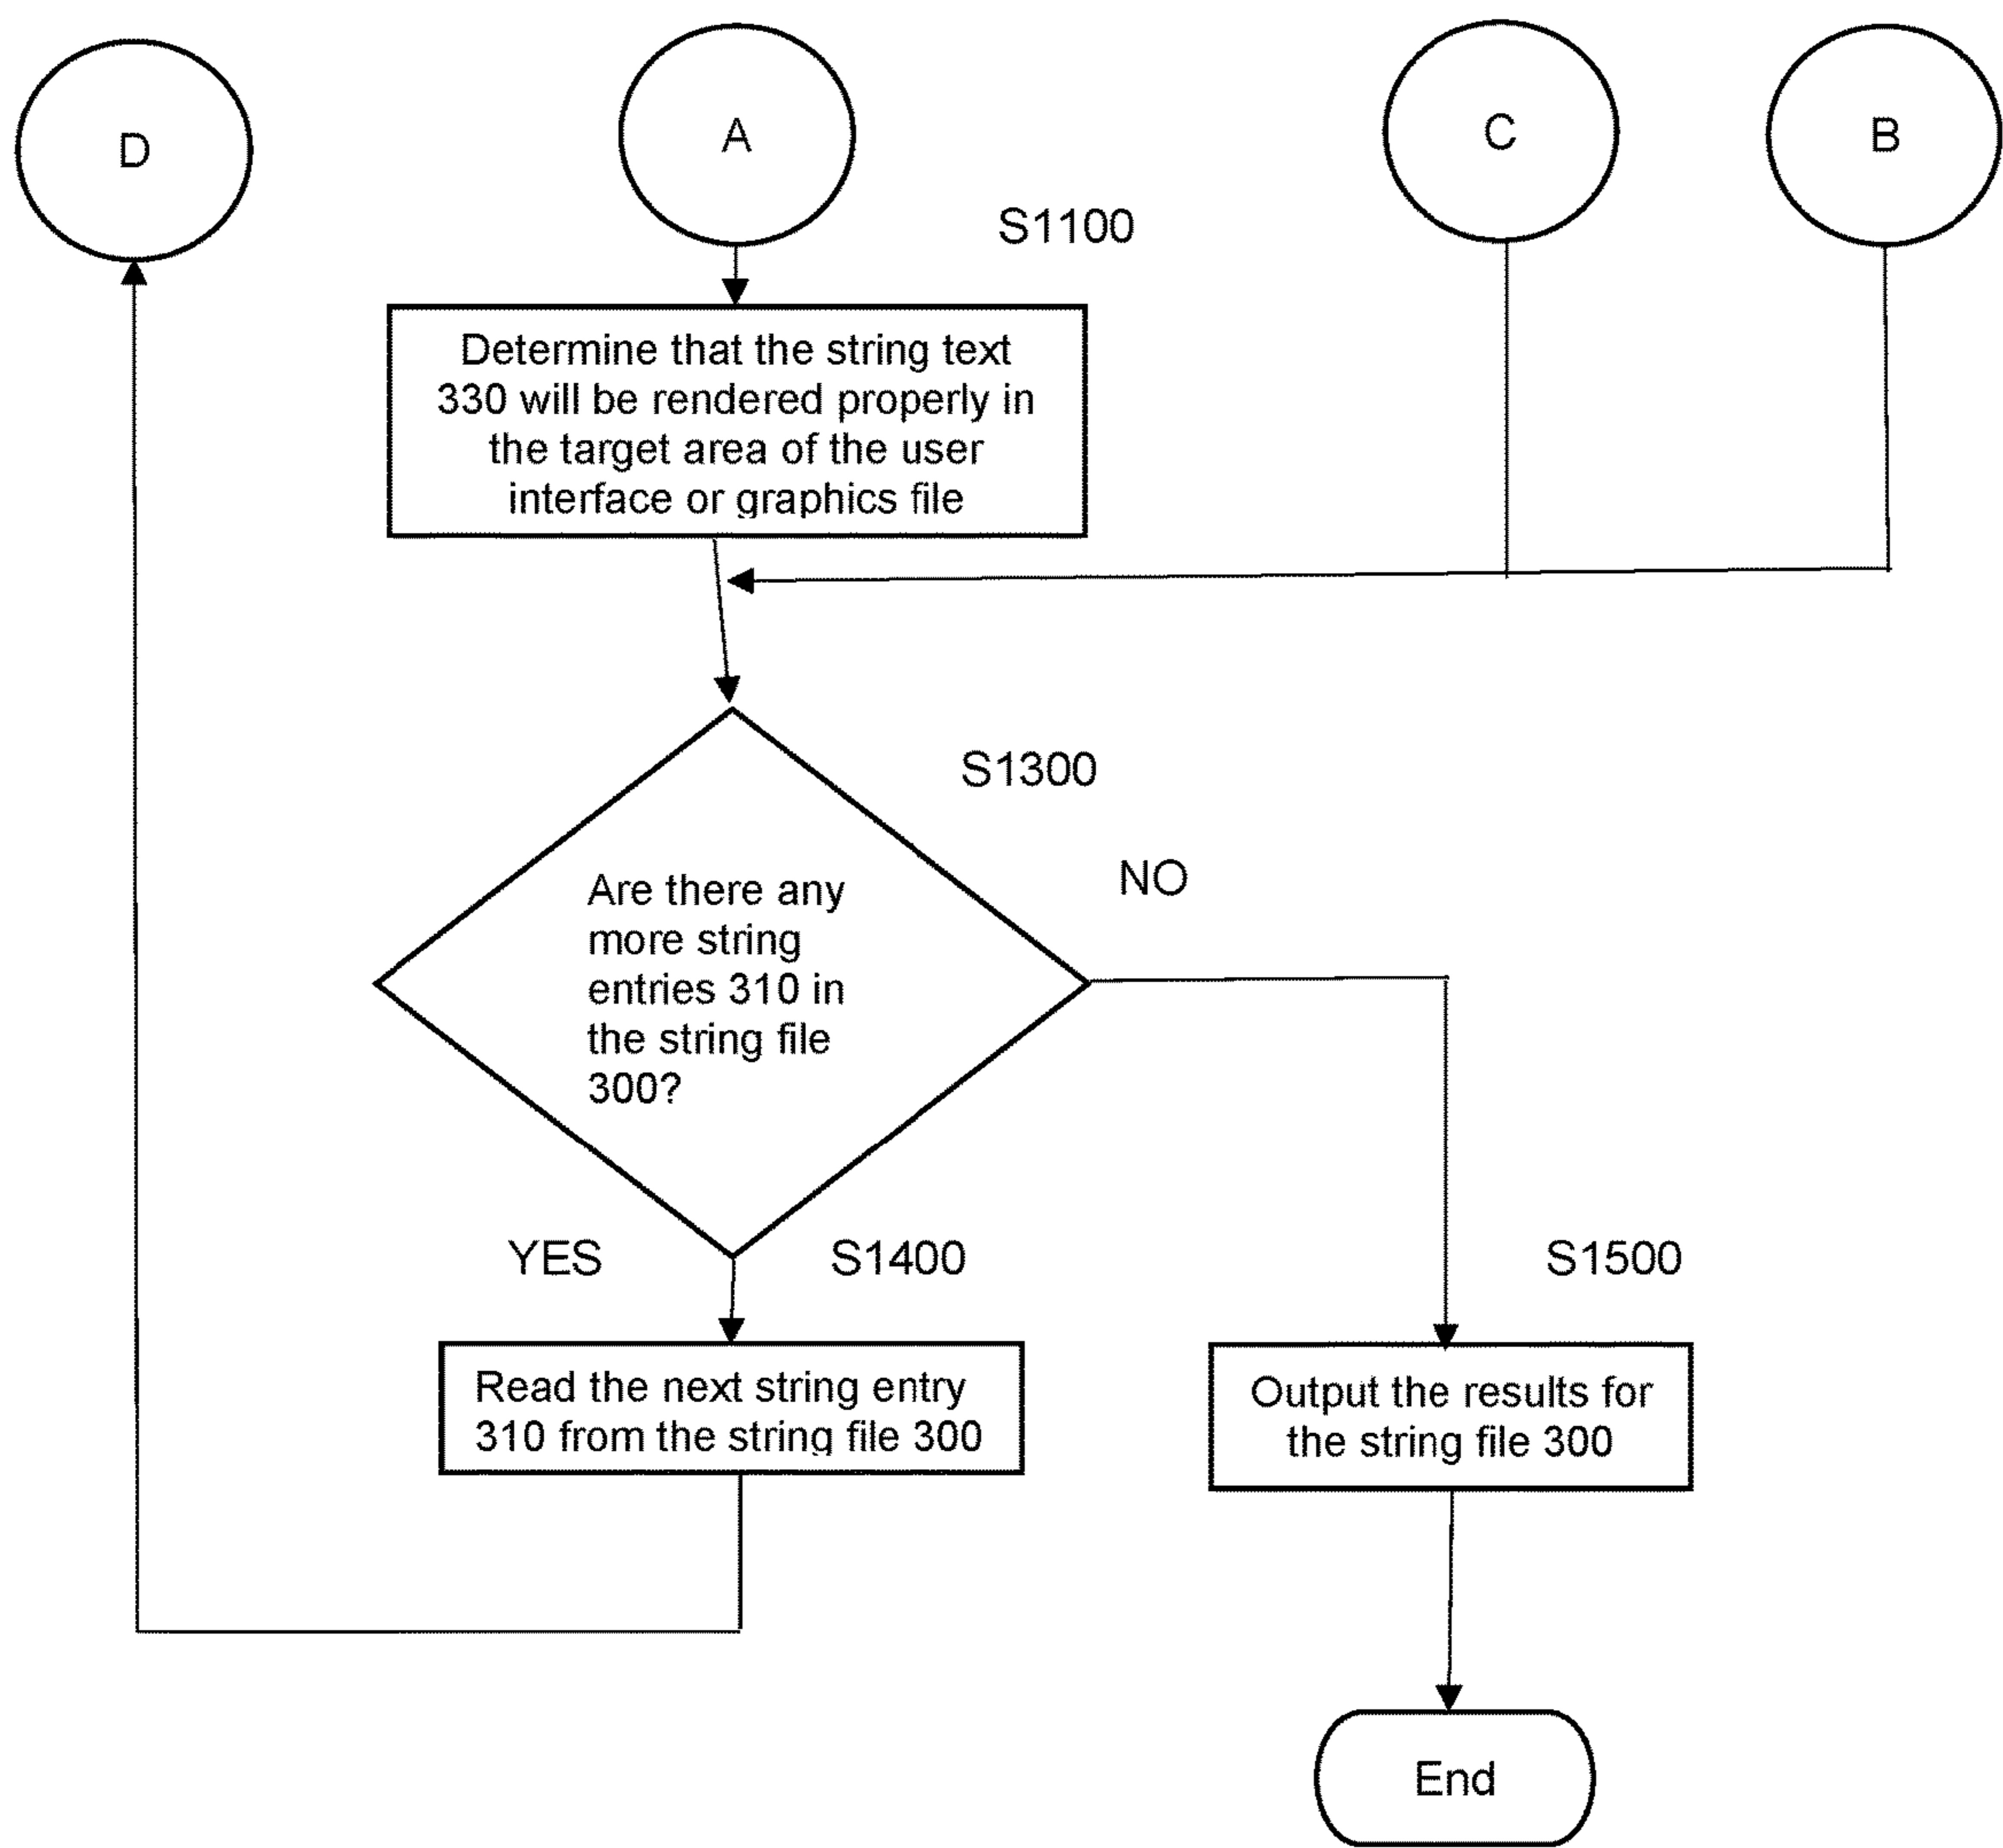 D
A
C
B
S1100
Determine that the string text
330 will be rendered properly in
the target area of the user
interface or graphics file
S1300
NO
Are there any
more string
entries 310 in
the string file
300?
YES
S1400
S1500
Read the next string entry
310 from the string file 300
Output the results for
the string file 300
End